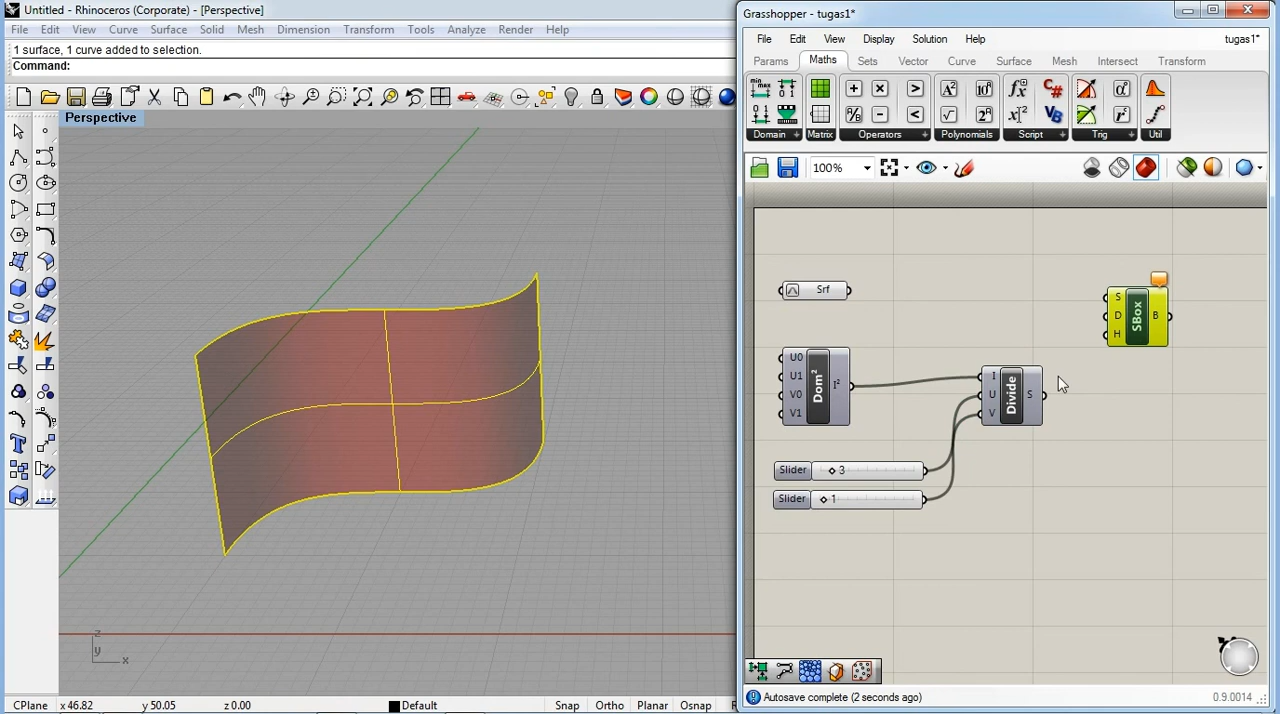 Untitled - Rhinoceros (Corporate) - [Perspective]
File Edit View Curve Surface Solid Mesh Dimension Transform Tools Analyze Render Help
1 surface, 1 curve added to selection.
Command:
Perspective
z
y
x
CPlane x 46.82 y 50.05 z 0.00 Default Snap Ortho Planar Osnap
Grasshopper - tugas1*
File Edit View Display Solution Help tugas1*
Params Maths Sets Vector Curve Surface Mesh Intersect Transform
Domain Matrix Operators Polynomials Script Trig Util
100%
Srf
S
D
H
SBox
B
U0
U1
V0
V1
Dom²
I²
I
U
V
Divide
S
Slider 3
Slider 1
Autosave complete (2 seconds ago) 0.9.0014